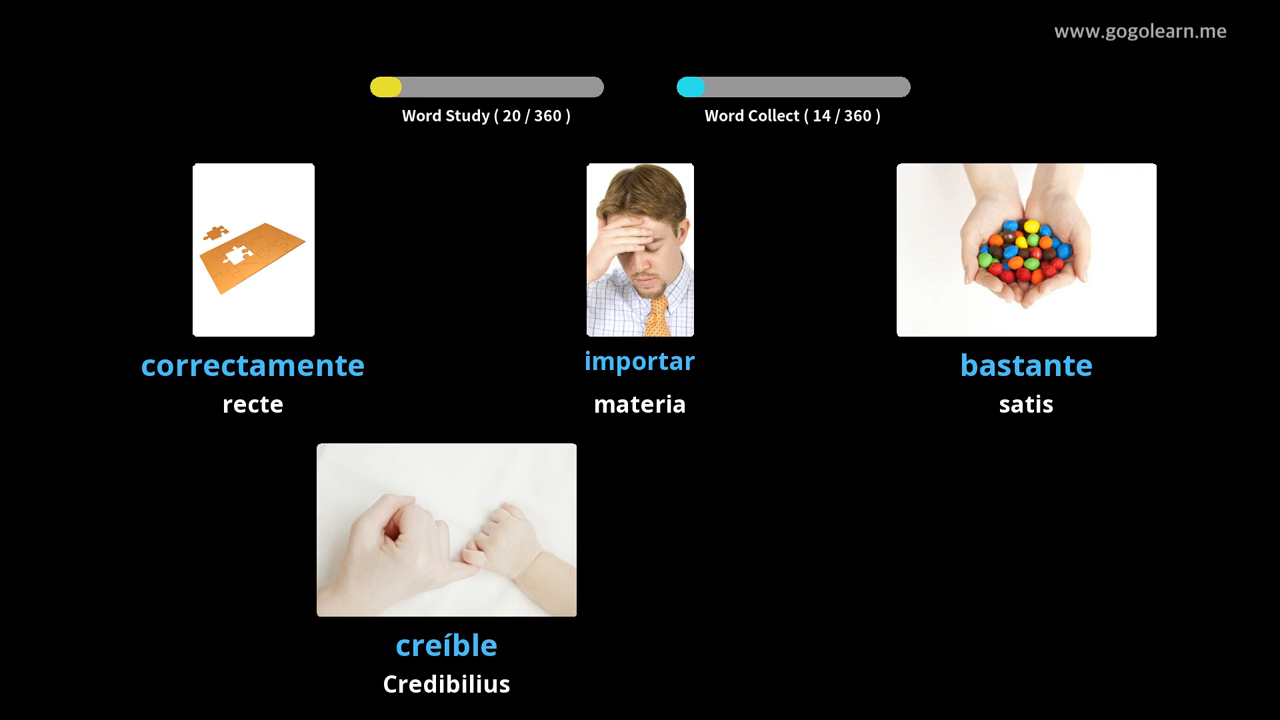 www.gogolearn.me
Word Study ( 20 / 360 )
Word Collect ( 14 / 360 )
correctamente
recte
importar
materia
bastante
satis
creíble
Credibilius